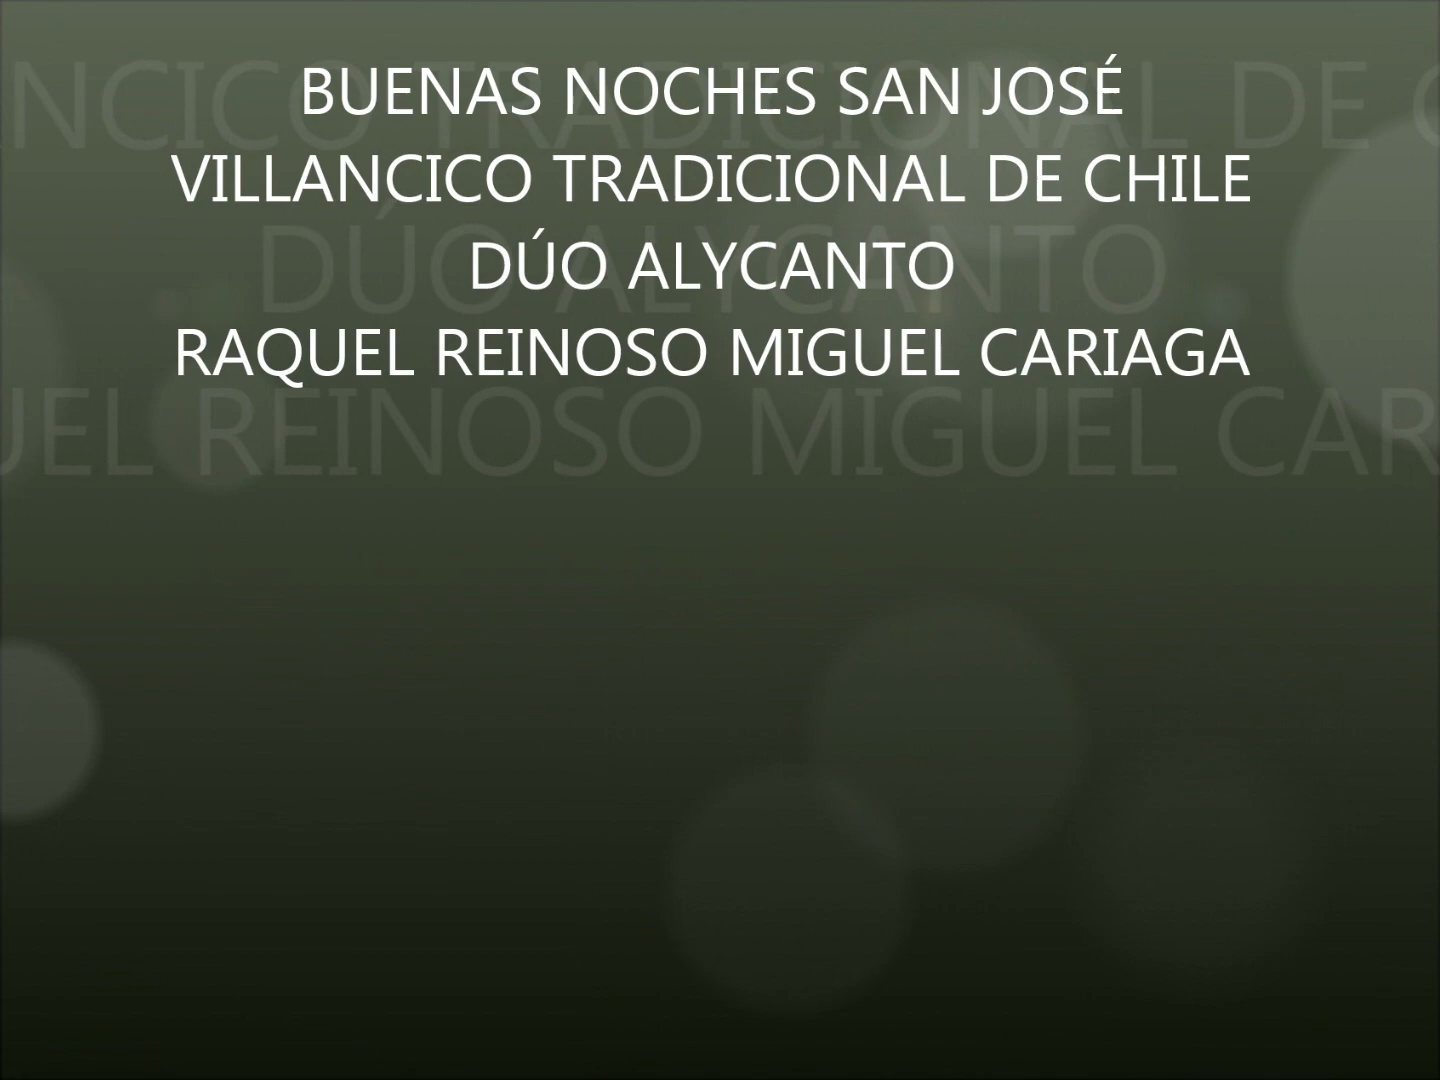 BUENAS NOCHES SAN JOSÉ
VILLANCICO TRADICIONAL DE CHILE
DÚO ALYCANTO
RAQUEL REINOSO MIGUEL CARIAGA